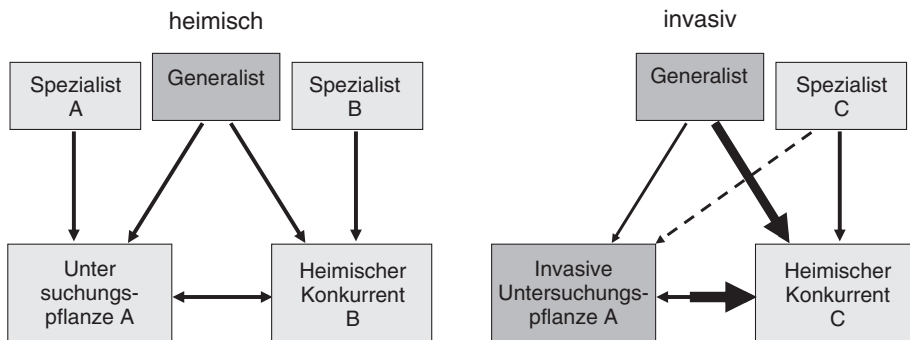 heimisch
Spezialist
A
Generalist
Spezialist
B
Unter
suchungs-
pflanze A
Heimischer
Konkurrent
B
invasiv
Generalist
Spezialist
C
Invasive
Untersuchungs-
pflanze A
Heimischer
Konkurrent
C